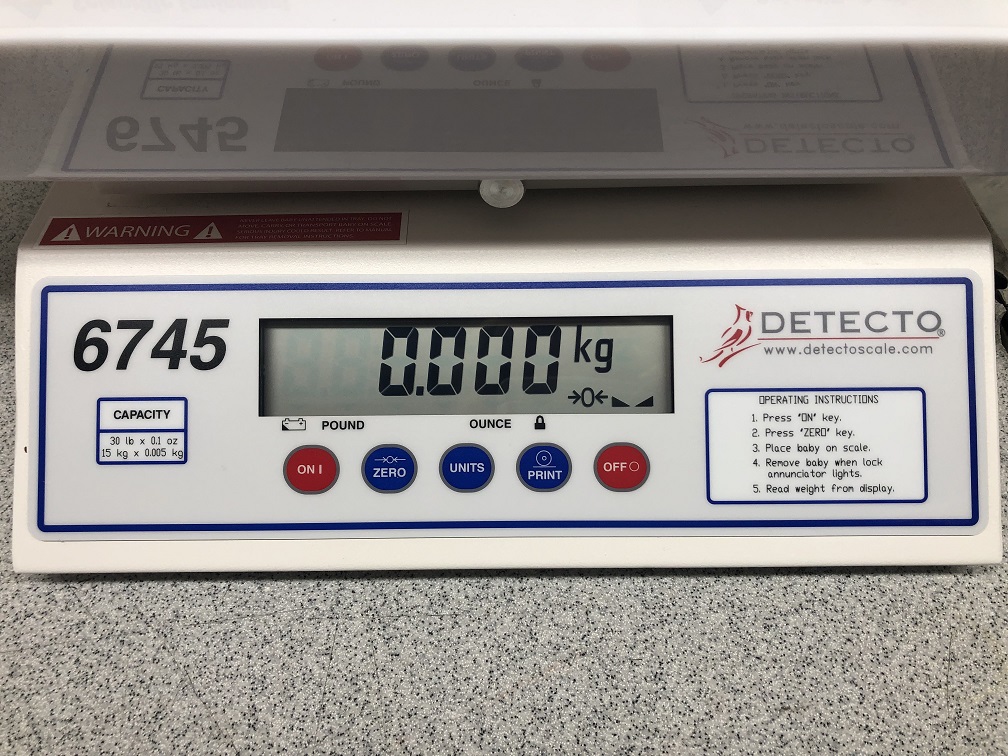 WARNING
6745
0.000 kg
→0←
DETECTO®
www.detectoscale.com
CAPACITY
30 lb x 0.1 oz
15 kg x 0.005 kg
POUND
OUNCE
ON I
ZERO
UNITS
PRINT
OFF O
OPERATING INSTRUCTIONS
1. Press "ON" key.
2. Press "ZERO" key.
3. Place baby on scale.
4. Remove baby when lock
annunciator lights.
5. Read weight from display.